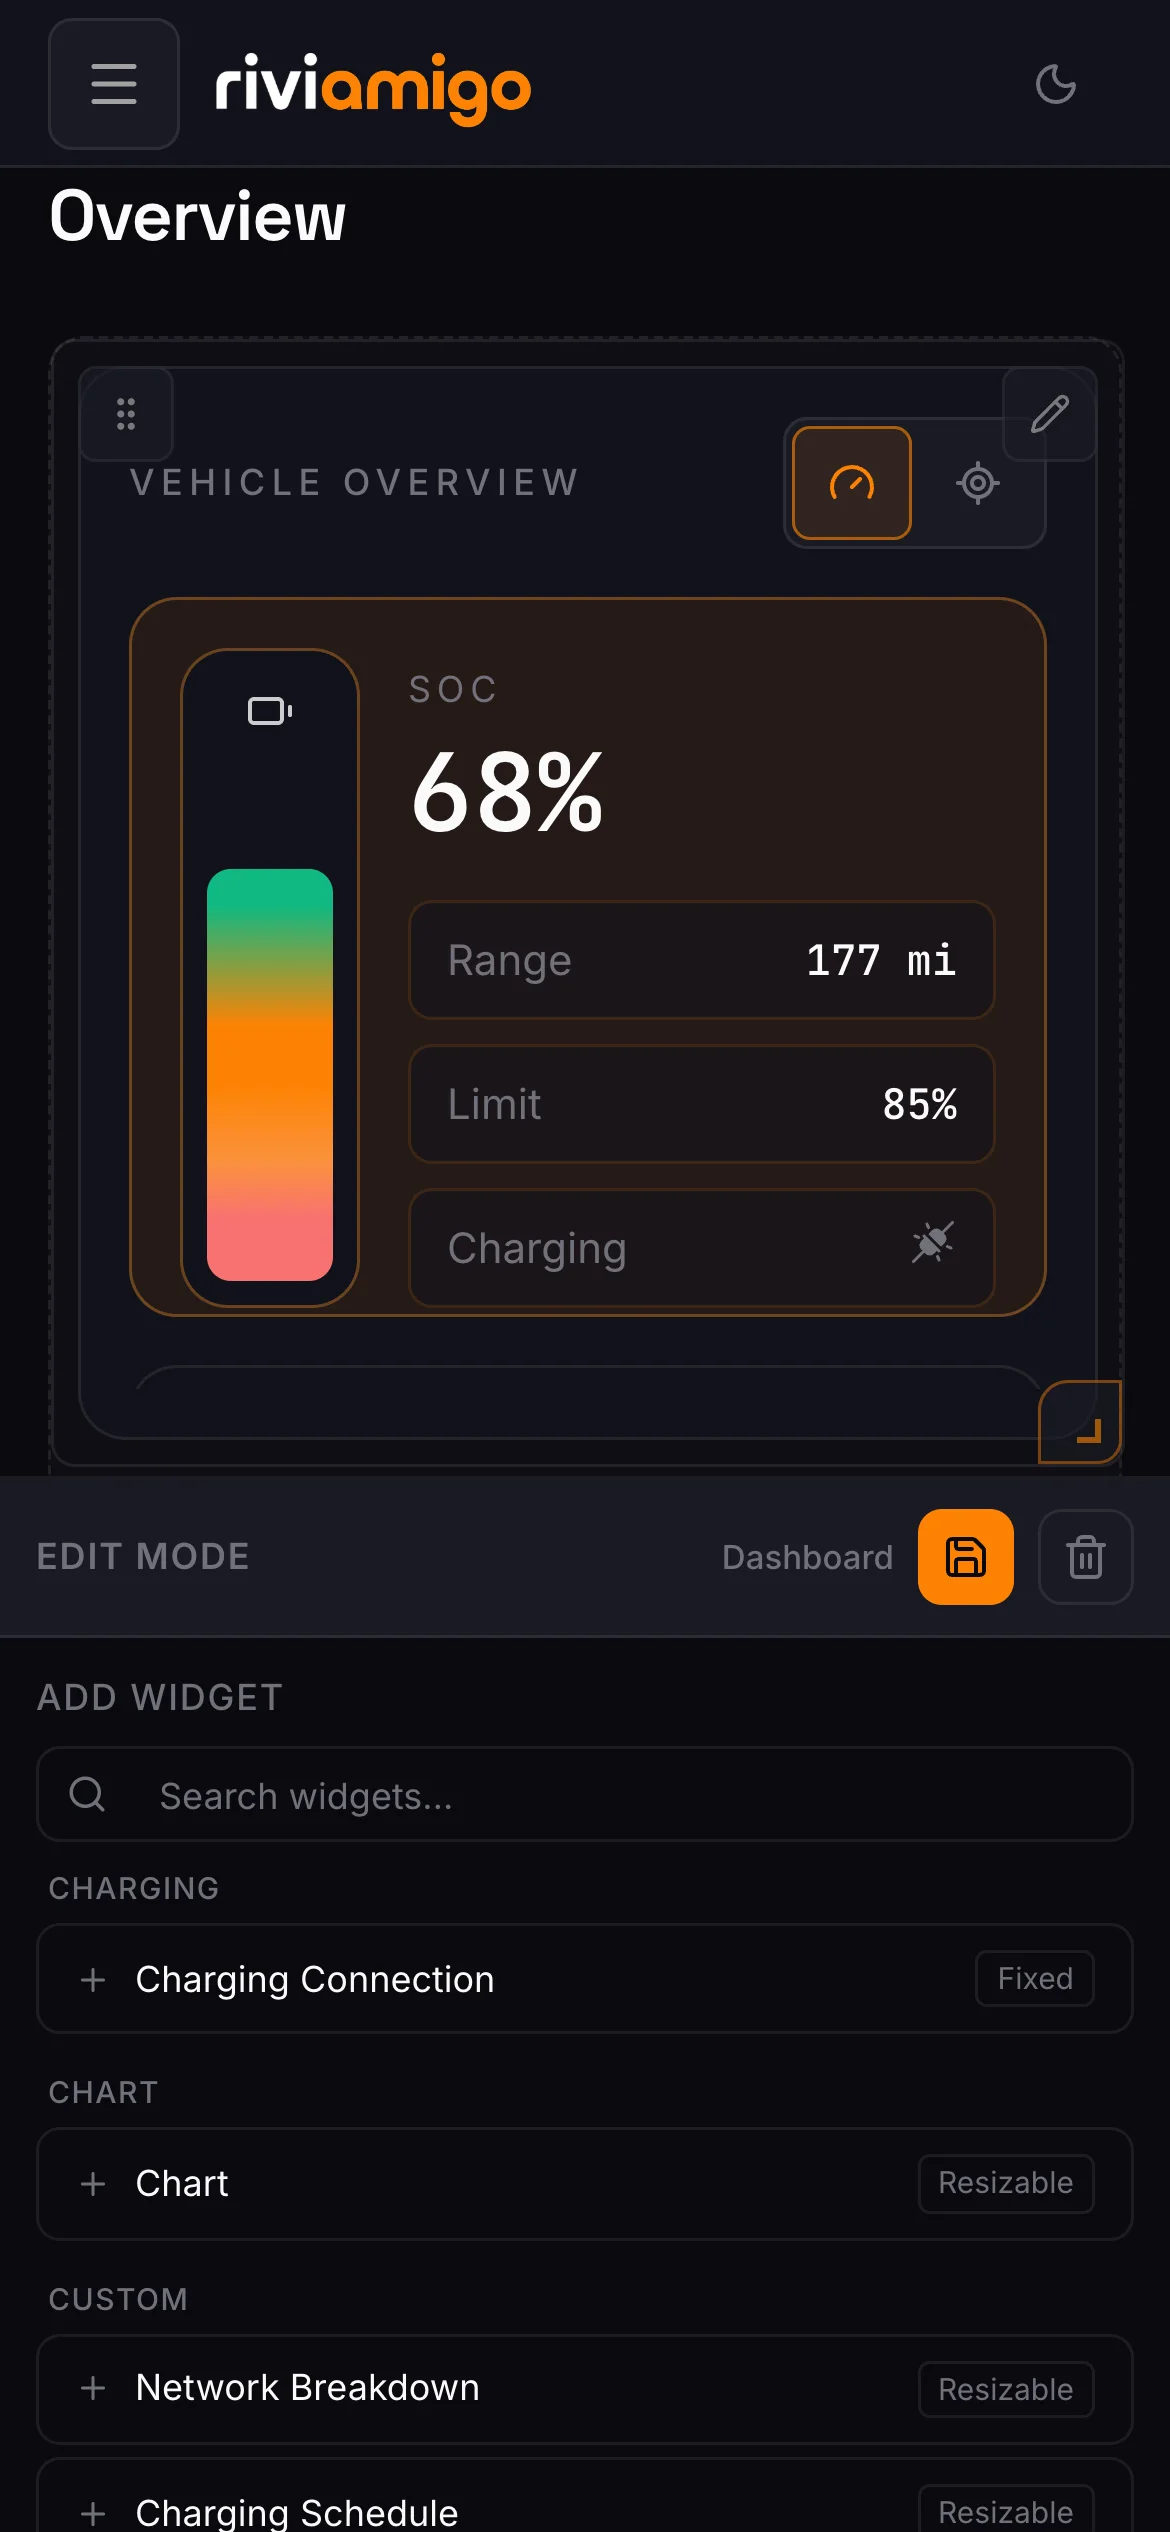 riviamigo
Overview
VEHICLE OVERVIEW
SOC
68%
Range 177 mi
Limit 85%
Charging
EDIT MODE Dashboard
ADD WIDGET
Search widgets...
CHARGING
Charging Connection Fixed
CHART
Chart Resizable
CUSTOM
Network Breakdown Resizable
Charging Schedule Resizable